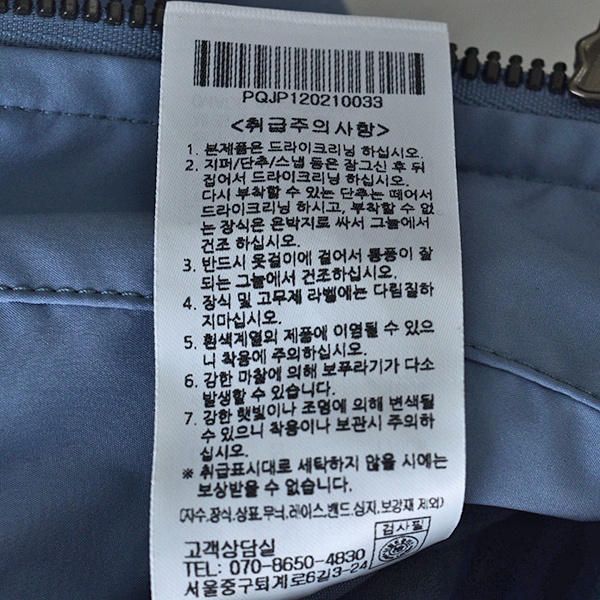 PQJP120210033
<취급주의사항>
1. 본제품은 드라이크리닝 하십시오.
2. 지퍼/단추/스냅 등은 잠그신 후 뒤
집어서 드라이크리닝 하십시오.
다시 부착할 수 있는 단추는 떼어서
드라이크리닝 하시고, 부착할 수 없
는 장식은 은박지로 싸서 그늘에서
건조 하십시오.
3. 반드시 옷걸이에 걸어서 통풍이 잘
되는 그늘에서 건조하십시오.
4. 장식 및 고무제 라벨에는 다림질하
지마십시오.
5. 흰색계열의 제품에 이염될 수 있으
니 착용에 주의하십시오.
6. 강한 마찰에 의해 보푸라기가 다소
발생할 수 있습니다.
7. 강한 햇빛이나 조명에 의해 변색될
수 있으니 착용이나 보관시 주의하
십시오.
※ 취급표시대로 세탁하지 않을 시에는
보상받을 수 없습니다.
(자수,장식,상표,무늬,레이스,밴드,심지,보강재 제외)
검사필
고객상담실
TEL: 070-8650-4830
서울중구퇴계로6길3-24